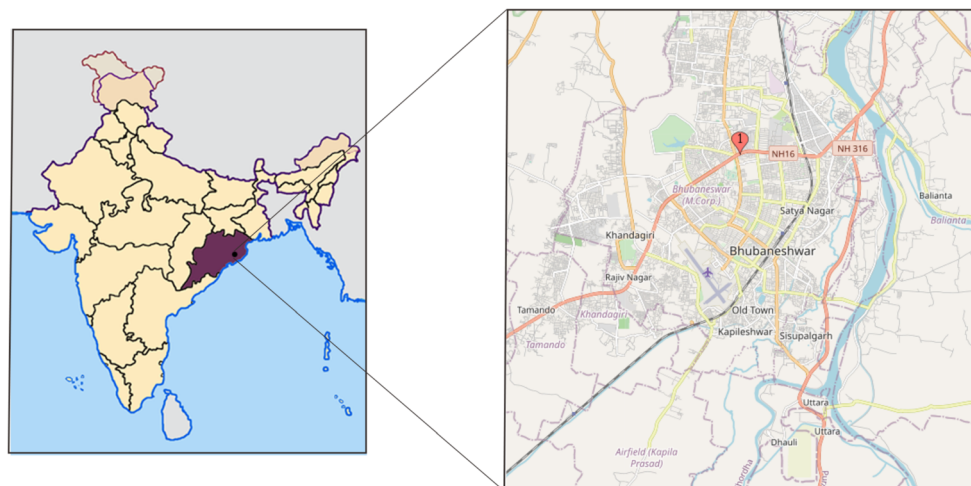 1
NH16
NH 316
Bhubaneswar
(M.Corp.)
Balianta
Balianta
Satya Nagar
Khandagiri
Bhubaneshwar
Rajiv Nagar
Tamando
Khandagiri
Old Town
Kapileshwar
Sisupalgarh
Tamando
Uttara
Uttara
Dhauli
Airfield (Kapila
Prasad)